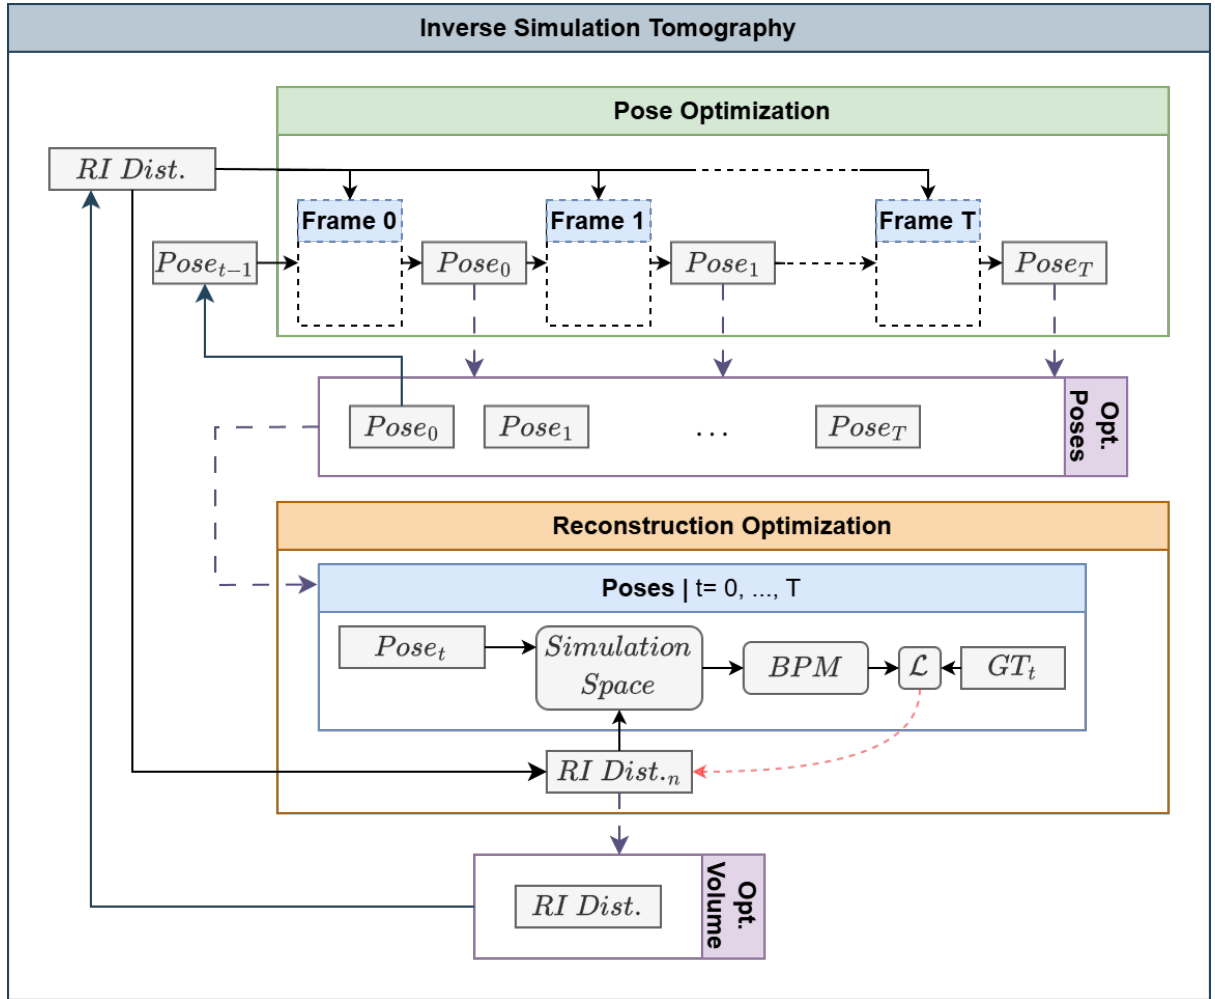 Inverse Simulation Tomography
Pose Optimization
RI Dist.
Frame 0
Frame 1
Frame T
Pose_{t−1}
Pose_0
Pose_1
Pose_T
Pose_0
Pose_1
...
Pose_T
Opt.
Poses
Reconstruction Optimization
Poses | t= 0, ..., T
Pose_t
Simulation
Space
BPM
ℒ
GT_t
RI Dist._n
RI Dist.
Opt.
Volume